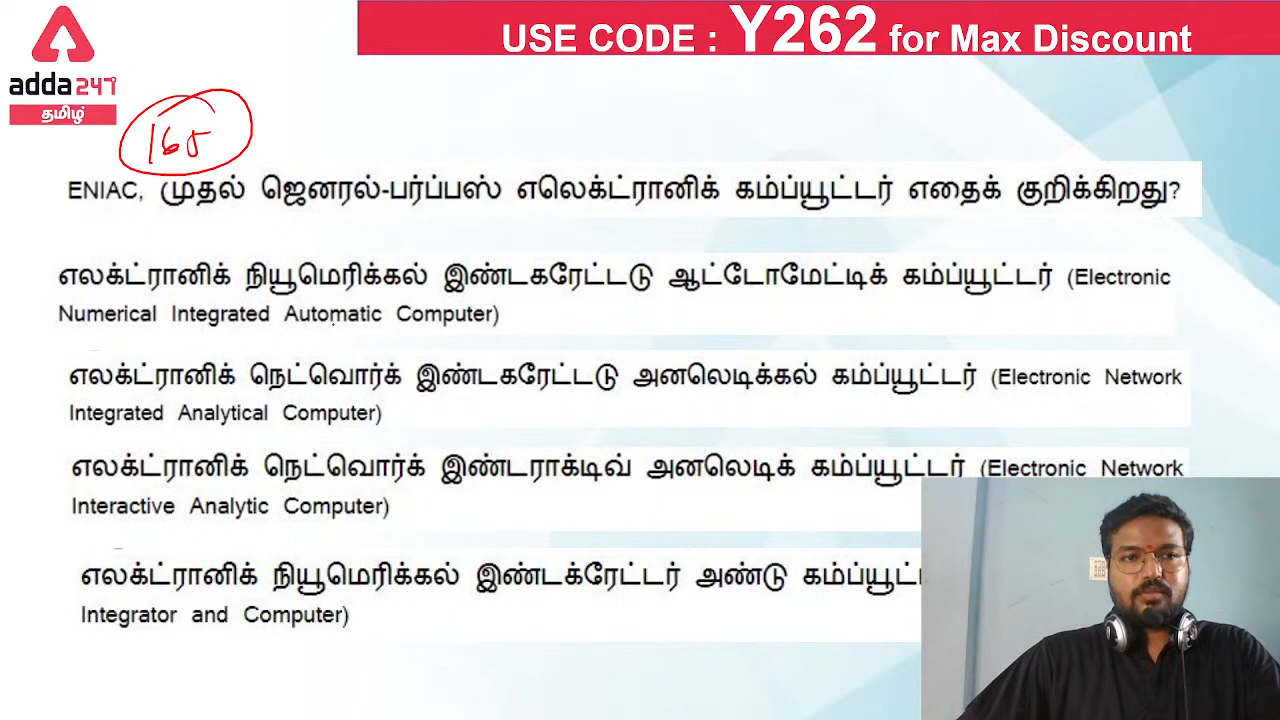 USE CODE : Y262 for Max Discount
adda247
தமிழ்
165
ENIAC, முதல் ஜெனரல்-பர்ப்பஸ் எலெக்ட்ரானிக் கம்ப்யூட்டர் எதைக் குறிக்கிறது?
எலக்ட்ரானிக் நியூமெரிக்கல் இண்டகரேட்டடு ஆட்டோமேட்டிக் கம்ப்யூட்டர் (Electronic
Numerical Integrated Automatic Computer)
எலக்ட்ரானிக் நெட்வொர்க் இண்டகரேட்டடு அனலெடிக்கல் கம்ப்யூட்டர் (Electronic Network
Integrated Analytical Computer)
எலக்ட்ரானிக் நெட்வொர்க் இண்டராக்டிவ் அனலெடிக் கம்ப்யூட்டர் (Electronic Network
Interactive Analytic Computer)
எலக்ட்ரானிக் நியூமெரிக்கல் இண்டக்ரேட்டர் அண்டு
Integrator and Computer)